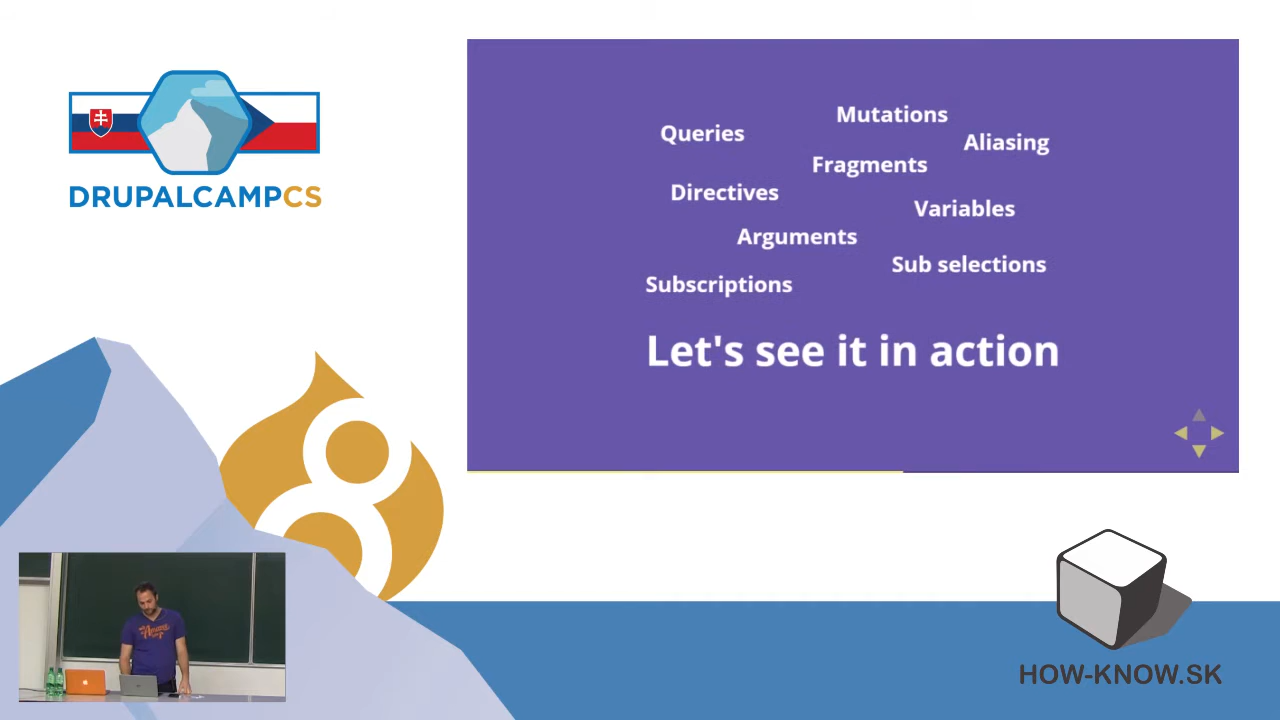 DRUPALCAMPCS
Mutations
Queries
Aliasing
Fragments
Directives
Variables
Arguments
Sub selections
Subscriptions
Let's see it in action
8
HOW-KNOW.SK